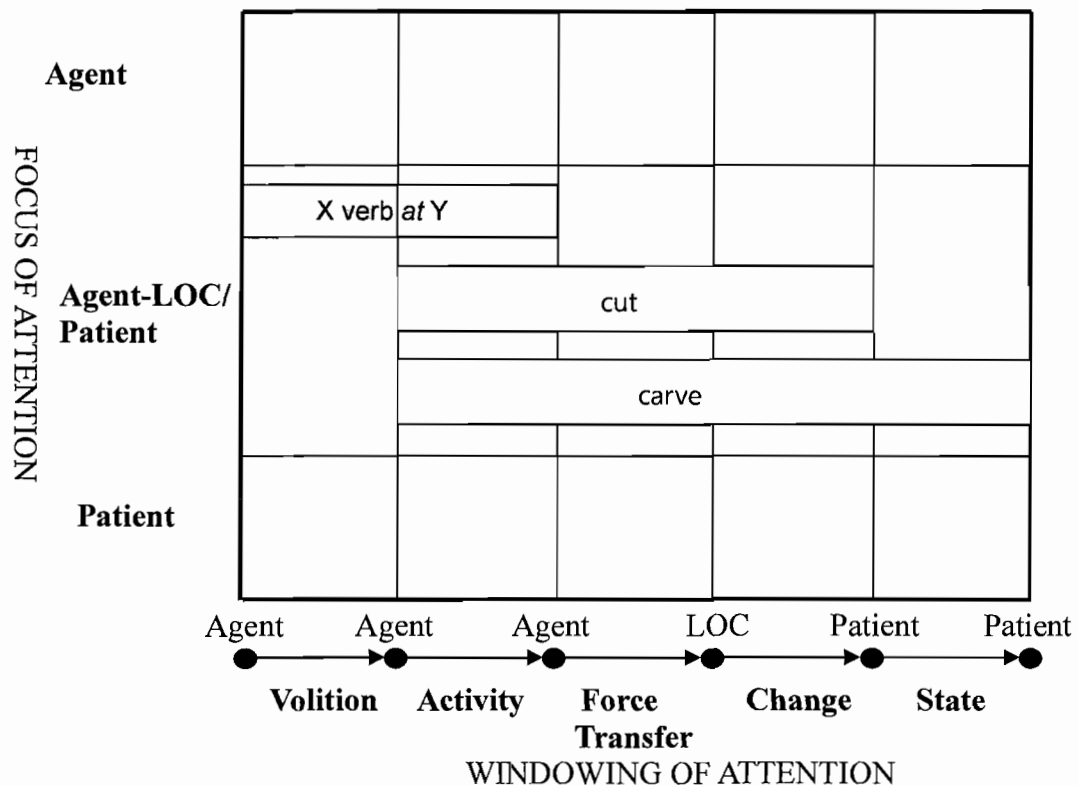 Agent
FOCUS OF ATTENTION
X verb at Y
Agent-LOC/
Patient
cut
carve
Patient
Agent Agent Agent LOC Patient Patient
Volition Activity Force Change State
Transfer
WINDOWING OF ATTENTION